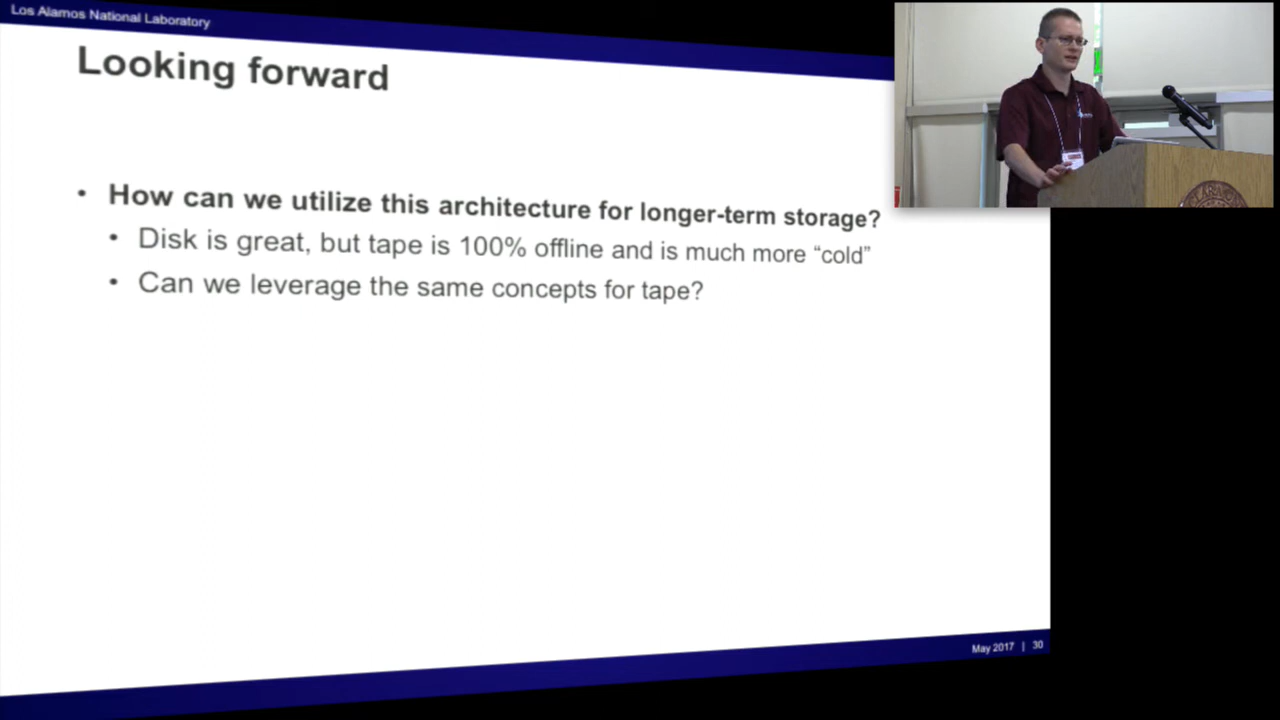 Los Alamos National Laboratory
Looking forward
• How can we utilize this architecture for longer-term storage?
• Disk is great, but tape is 100% offline and is much more “cold”
• Can we leverage the same concepts for tape?
May 2017 | 30